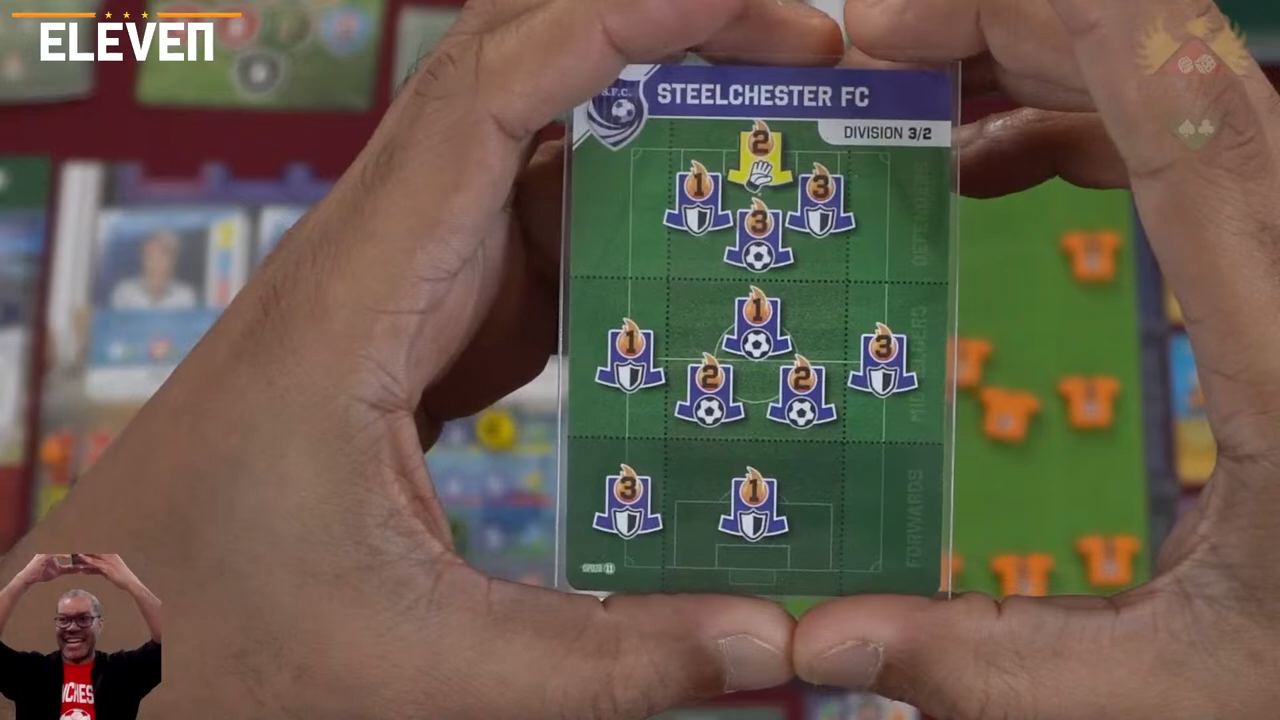 ELEVEN
S.F.C.
STEELCHESTER FC
DIVISION 3/2
2
1
3
3
DEFENDERS
1
1
3
2
2
MIDFIELDERS
3
1
FORWARDS